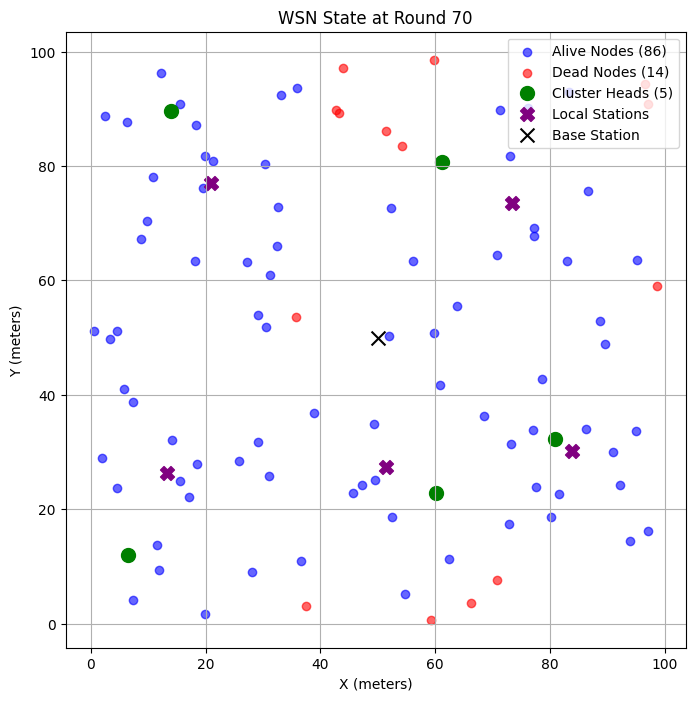 WSN State at Round 70
Alive Nodes (86)
Dead Nodes (14)
Cluster Heads (5)
Local Stations
Base Station
Y (meters)
100
80
60
40
20
0
0 20 40 60 80 100
X (meters)